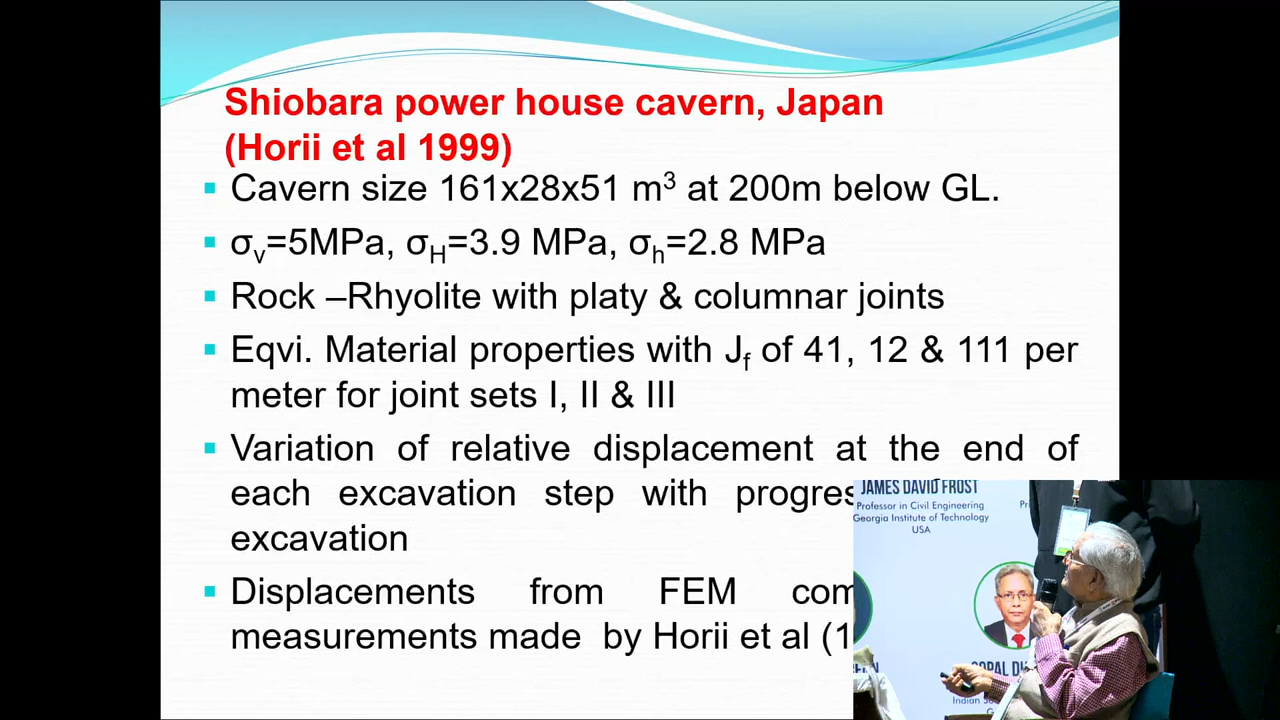 Shiobara power house cavern, Japan
(Horii et al 1999)
Cavern size 161x28x51 m³ at 200m below GL.
σv=5MPa, σH=3.9 MPa, σh=2.8 MPa
Rock –Rhyolite with platy & columnar joints
Eqvi. Material properties with Jf of 41, 12 & 111 per
meter for joint sets I, II & III
Variation of relative displacement at the end of
each excavation step with
excavation
Displacements from FEM
measurements made by Horii et al
JAMES DAVID FROST
Professor in Civil Engineering
Georgia Institute of Technology
USA